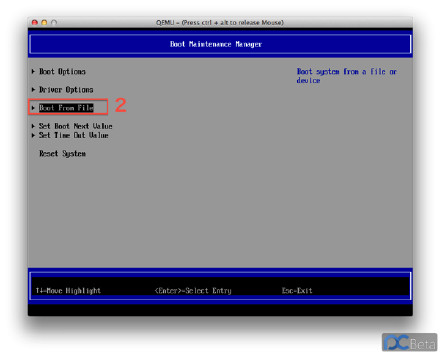 QEMU - (Press ctrl + alt to release Mouse)
Boot Maintenance Manager
Boot Options
Driver Options
Boot From File
2
Set Boot Next Value
Set Time Out Value
Reset System
Boot system from a file or
device
↑↓=Move Highlight <Enter>=Select Entry Esc=Exit
PCBeta